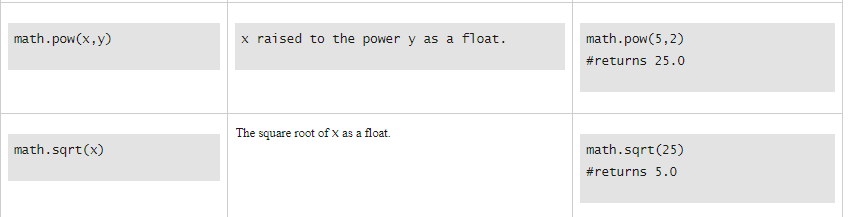 math.pow(x,y)
x raised to the power y as a float.
math.pow(5,2)
#returns 25.0
math.sqrt(x)
The square root of x as a float.
math.sqrt(25)
#returns 5.0